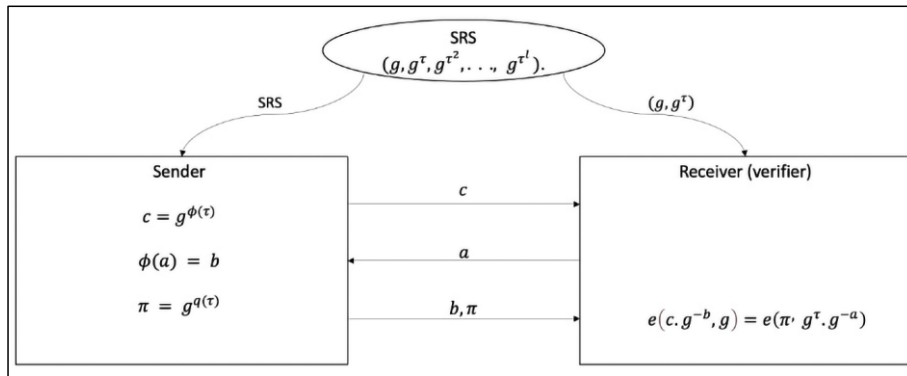 SRS
(g, g^τ, g^τ^2, . . ., g^τ^l).
SRS
(g, g^τ)
Sender
Receiver (verifier)
c = g^ϕ(τ)
ϕ(a) = b
π = g^q(τ)
c
a
b, π
e(c. g^−b, g) = e(π, g^τ. g^−a)